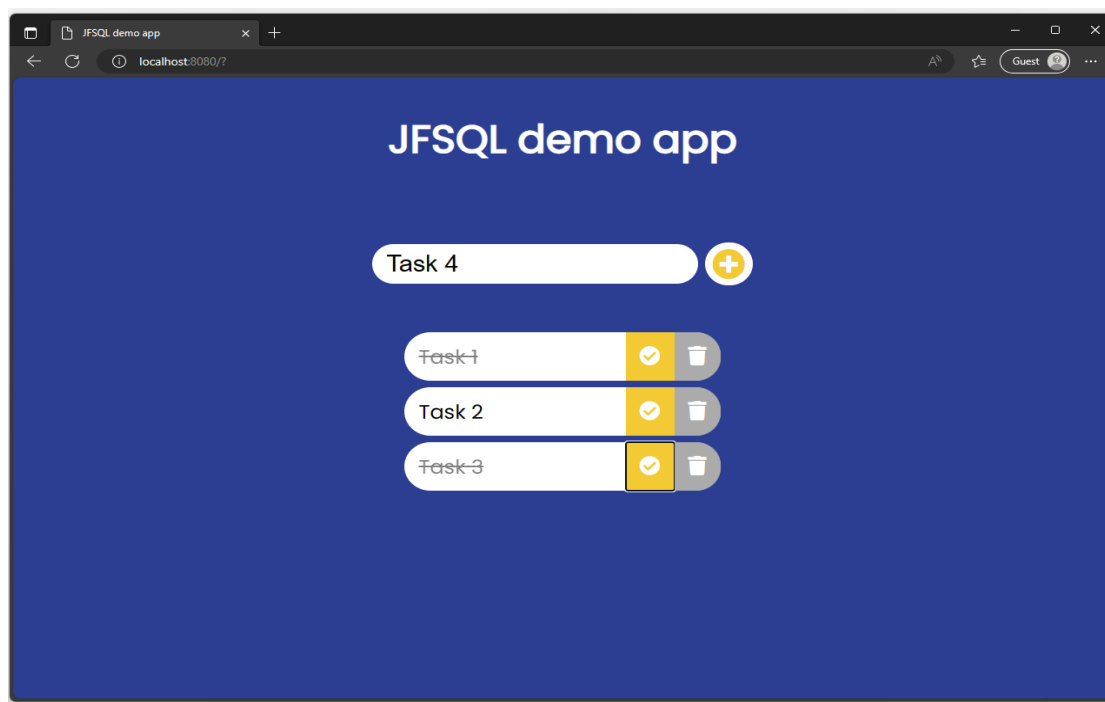 JFSQL demo app
localhost:8080/?
Guest
JFSQL demo app
Task 4
Task 1
Task 2
Task 3